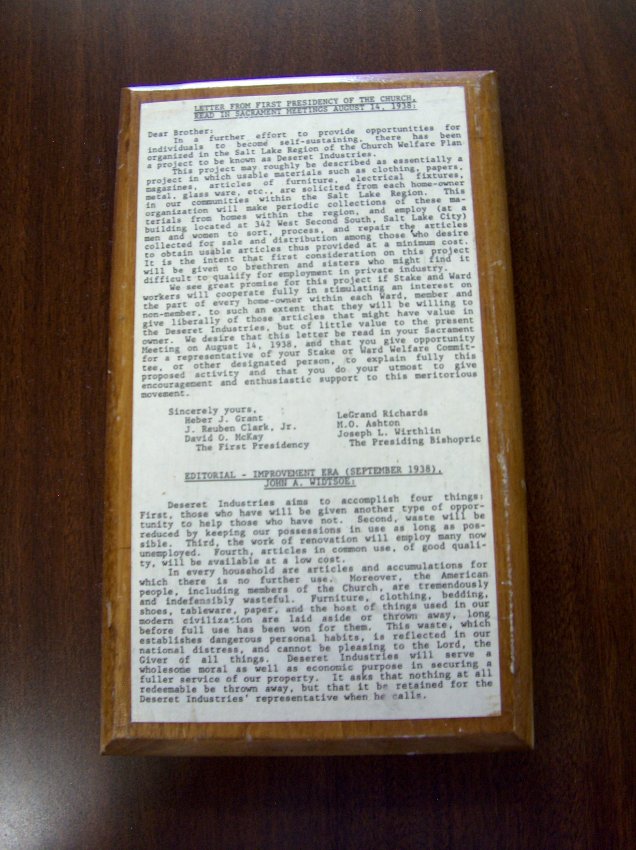 LETTER FROM FIRST PRESIDENCY OF THE CHURCH,
READ IN SACRAMENT MEETINGS AUGUST 14, 1938:
Dear Brother:
In a further effort to provide opportunities for
individuals to become self-sustaining, there has been
organized in the Salt Lake Region of the Church Welfare Plan
a project to be known as Deseret Industries.
This project may roughly be described as essentially a
project in which usable materials such as clothing, papers,
magazines, articles of furniture, electrical fixtures,
metal, glass ware, etc., are solicited from each home-owner
in our communities within the Salt Lake Region. This
organization will make periodic collections of these ma-
terials from homes within the region, and employ (at a
building located at 342 West Second South, Salt Lake City)
men and women to sort, process, and repair the articles
collected for sale and distribution among those who desire
to obtain usable articles thus provided at a minimum cost.
It is the intent that first consideration on this project
will be given to brethren and sisters who might find it
difficult to qualify for employment in private industry.
We see great promise for this project if Stake and Ward
workers will cooperate fully in stimulating an interest on
the part of every home-owner within each Ward, member and
non-member, to such an extent that they will be willing to
give liberally of those articles that might have value in
the Deseret Industries, but of little value to the present
owner. We desire that this letter be read in your Sacrament
Meeting on August 14, 1938, and that you give opportunity
for a representative of your Stake or Ward Welfare Commit-
tee, or other designated person, to explain fully this
proposed activity and that you do your utmost to give
encouragement and enthusiastic support to this meritorious
movement.
Sincerely yours,
Heber J. Grant
J. Reuben Clark, Jr.
David O. McKay
The First Presidency
LeGrand Richards
M.O. Ashton
Joseph L. Wirthlin
The Presiding Bishopric
EDITORIAL - IMPROVEMENT ERA (SEPTEMBER 1938),
JOHN A. WIDTSOE:
Deseret Industries aims to accomplish four things:
First, those who have will be given another type of oppor-
tunity to help those who have not. Second, waste will be
reduced by keeping our possessions in use as long as pos-
sible. Third, the work of renovation will employ many now
unemployed. Fourth, articles in common use, of good quali-
ty, will be available at a low cost.
In every household are articles and accumulations for
which there is no further use. Moreover, the American
people, including members of the Church, are tremendously
and indefensibly wasteful. Furniture, clothing, bedding,
shoes, tableware, paper, and the host of things used in our
modern civilization are laid aside or thrown away, long
before full use has been won for them. This waste, which
establishes dangerous personal habits, is reflected in our
national distress, and cannot be pleasing to the Lord, the
Giver of all things. Deseret Industries will serve a
wholesome moral as well as economic purpose in securing a
fuller service of our property. It asks that nothing at all
redeemable be thrown away, but that it be retained for the
Deseret Industries' representative when he calls.